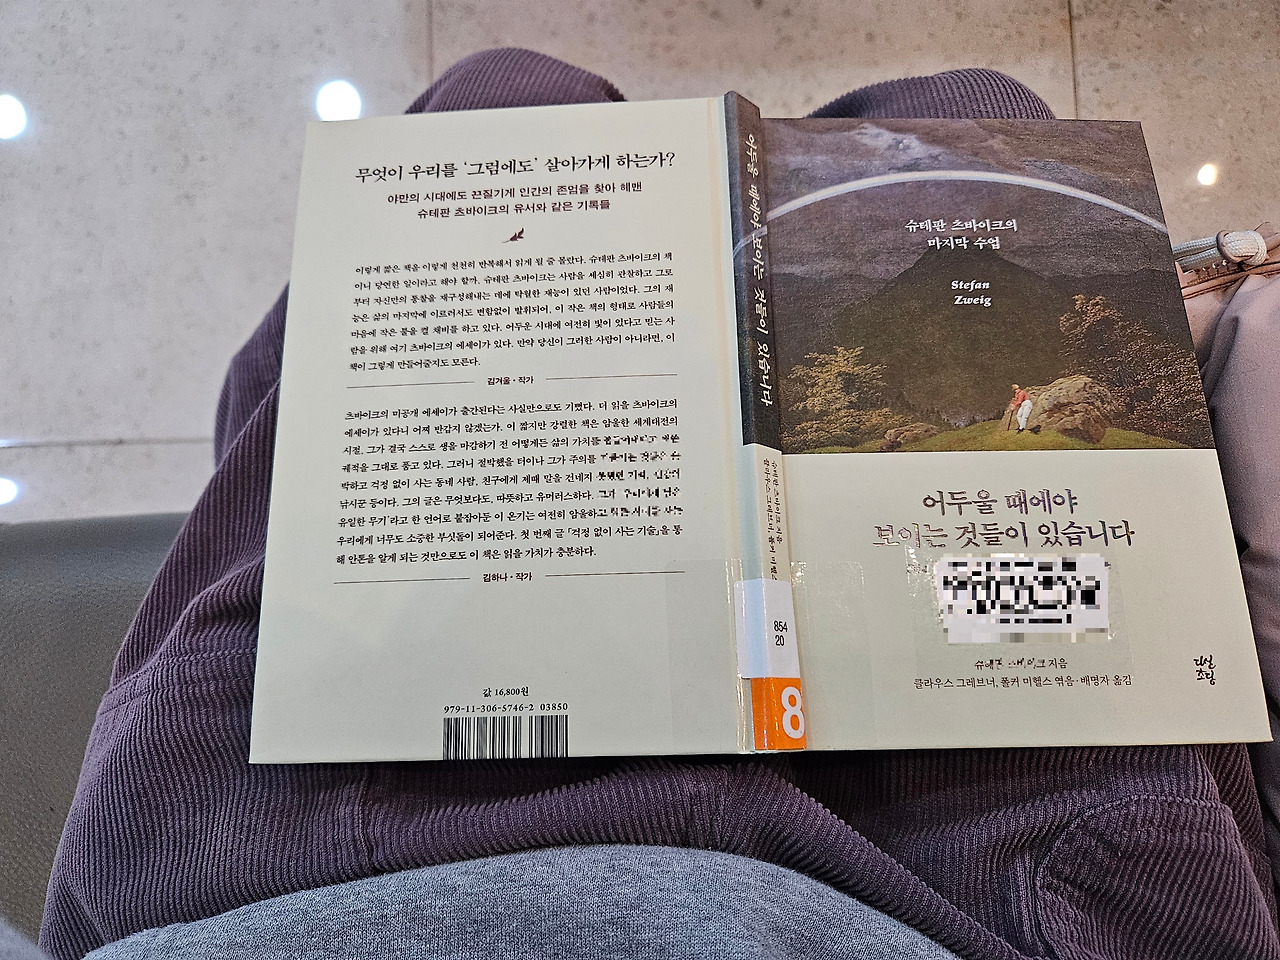 무엇이 우리를 ‘그럼에도’ 살아가게 하는가?
야만의 시대에도 끈질기게 인간의 존엄을 찾아 헤맨
슈테판 츠바이크의 유서와 같은 기록들
이렇게 짧은 책을 이렇게 천천히 반복해서 읽게 될 줄 몰랐다. 슈테판 츠바이크의 책
이니 당연한 일이라고 해야 할까. 슈테판 츠바이크는 사람을 세심히 관찰하고 그로
부터 자신만의 통찰을 재구성해내는 데에 탁월한 재능이 있던 사람이었다. 그의 재
능은 삶의 마지막에 이르러서도 변함없이 발휘되어, 이 작은 책의 형태로 사람들의
마음에 작은 불을 켤 채비를 하고 있다. 어두운 시대에 여전히 빛이 있다고 믿는 사
람을 위해 여기 츠바이크의 에세이가 있다. 만약 당신이 그러한 사람이 아니라면, 이
책이 그렇게 만들어줄지도 모른다.
김겨울·작가
츠바이크의 미공개 에세이가 출간된다는 사실만으로도 기뻤다. 더 읽을 츠바이크의
에세이가 있다니 어찌 반갑지 않겠는가. 이 짧지만 강렬한 책은 암울한 세계대전의
시절, 그가 결국 스스로 생을 마감하기 전 어떻게든 삶의 가치를
궤적을 그대로 품고 있다. 그러니 절박했을 터이나 그가 주의를
박하고 걱정 없이 사는 동네 사람, 친구에게 제때 말을 건네지 못했던 기억,
낚시꾼 등이다. 그의 글은 무엇보다도, 따뜻하고 유머러스하다.
유일한 무기’라고 한 언어로 붙잡아둔 이 온기는 여전히 암울하고
우리에게 너무도 소중한 부싯돌이 되어준다. 첫 번째 글 「걱정 없이 사는 기술」을 통
해 안톤을 알게 되는 것만으로도 이 책은 읽을 가치가 충분하다.
김하나·작가
값 16,800원
979-11-306-5746-2 03850
어두울 때에야 보이는 것들이 있습니다
854
20
8
슈테판 츠바이크의
마지막 수업
Stefan
Zweig
어두울 때에야
보이는 것들이 있습니다
슈테판 츠바이크 지음
클라우스 그레브너, 폴커 미헬스 엮음·배명자 옮김
다산
초당